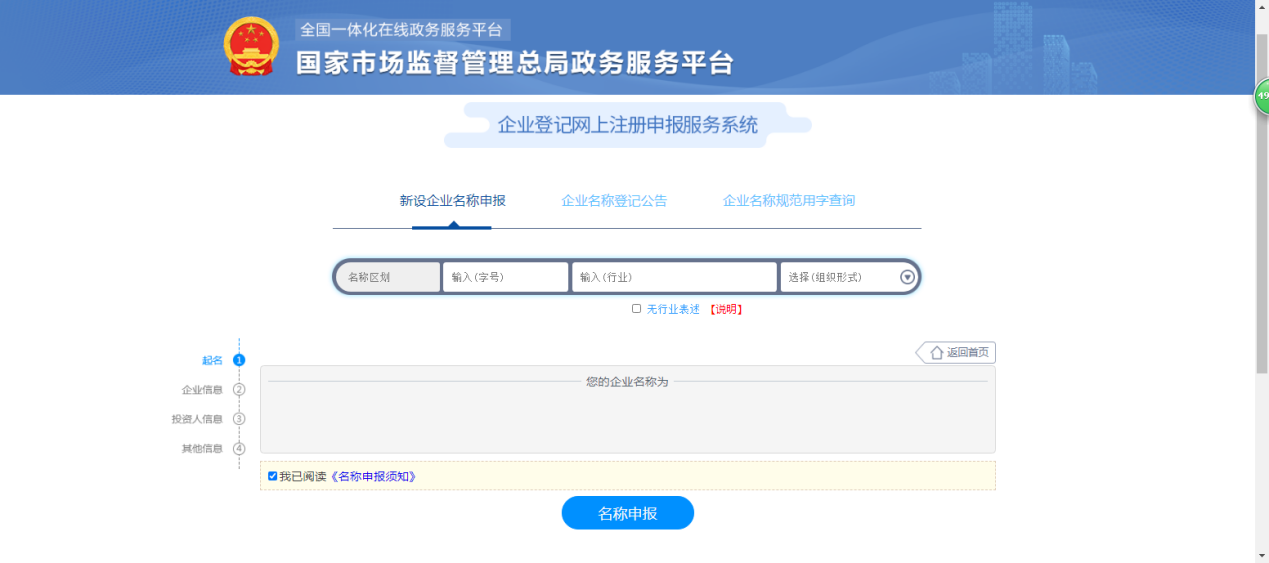 全国一体化在线政务服务平台
国家市场监督管理总局政务服务平台
49
企业登记网上注册申报服务系统
新设企业名称申报 企业名称登记公告 企业名称规范用字查询
名称区划 输入(字号) 输入(行业) 选择(组织形式)
无行业表述 【说明】
返回首页
起名 1
企业信息 2
投资人信息 3
其他信息 4
您的企业名称为
我已阅读《名称申报须知》
名称申报